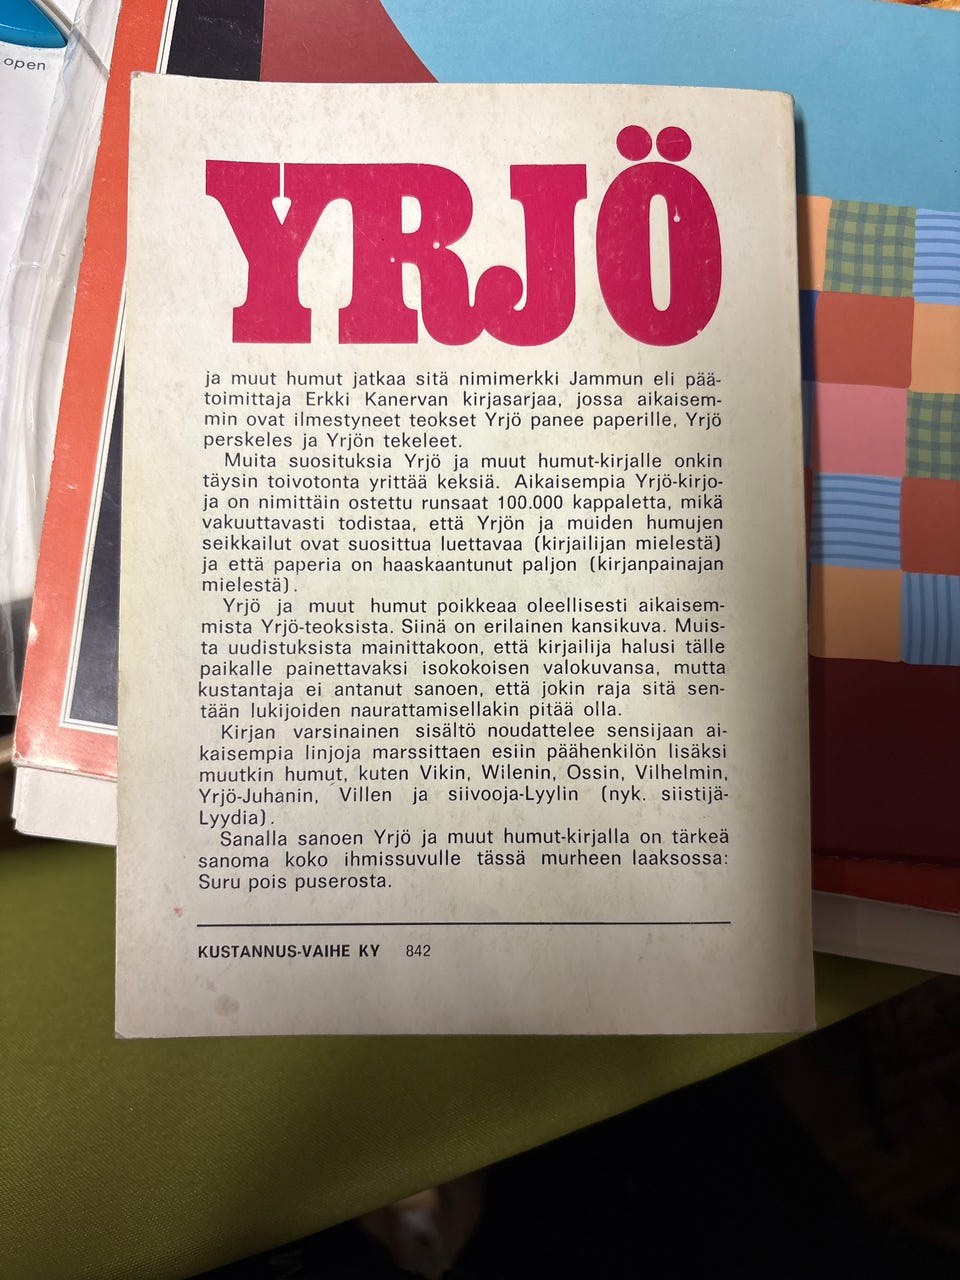 open
YRJÖ
ja muut humut jatkaa sitä nimimerkki Jammun eli pää-
toimittaja Erkki Kanervan kirjasarjaa, jossa aikaisem-
min ovat ilmestyneet teokset Yrjö panee paperille, Yrjö
perskeles ja Yrjön tekeleet.
Muita suosituksia Yrjö ja muut humut-kirjalle onkin
täysin toivotonta yrittää keksiä. Aikaisempia Yrjö-kirjo-
ja on nimittäin ostettu runsaat 100.000 kappaletta, mikä
vakuuttavasti todistaa, että Yrjön ja muiden humujen
seikkailut ovat suosittua luettavaa (kirjailijan mielestä)
ja että paperia on haaskaantunut paljon (kirjanpainajan
mielestä).
Yrjö ja muut humut poikkeaa oleellisesti aikaisem-
mista Yrjö-teoksista. Siinä on erilainen kansikuva. Muis-
ta uudistuksista mainittakoon, että kirjailija halusi tälle
paikalle painettavaksi isokokoisen valokuvansa, mutta
kustantaja ei antanut sanoen, että jokin raja sitä sen-
tään lukijoiden naurattamisellakin pitää olla.
Kirjan varsinainen sisältö noudattelee sensijaan ai-
kaisempia linjoja marssittaen esiin päähenkilön lisäksi
muutkin humut, kuten Vikin, Wilenin, Ossin, Vilhelmin,
Yrjö-Juhanin, Villen ja siivooja-Lyylin (nyk. siistijä-
Lyydia).
Sanalla sanoen Yrjö ja muut humut-kirjalla on tärkeä
sanoma koko ihmissuvulle tässä murheen laaksossa:
Suru pois puserosta.
KUSTANNUS-VAIHE KY 842